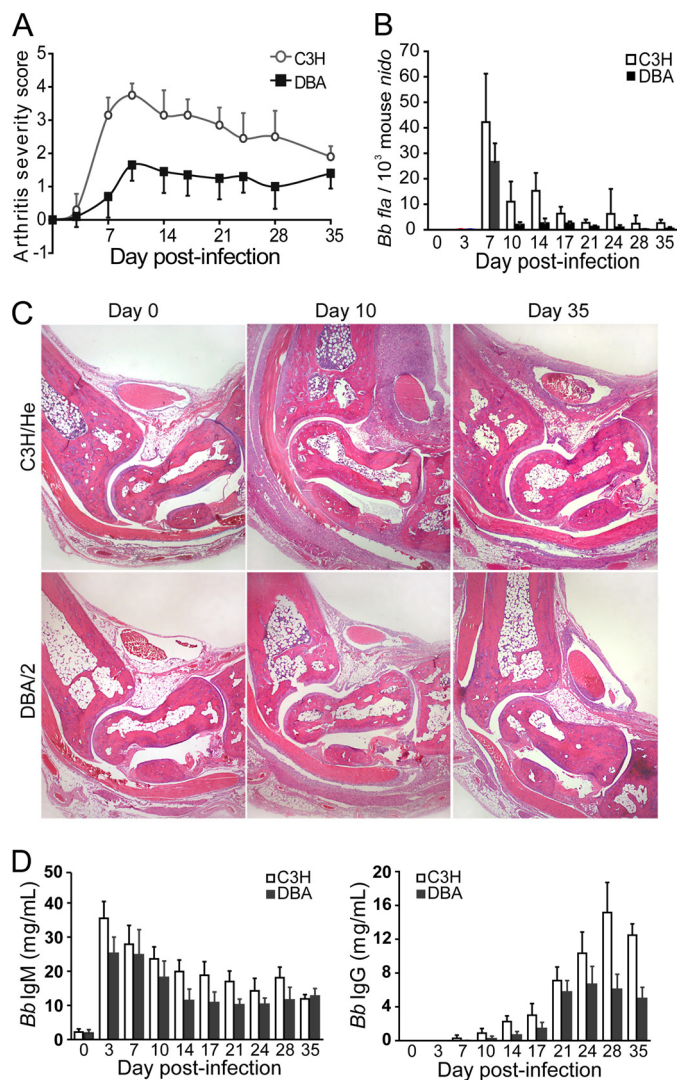 A
Arthritis severity score
5
4
3
2
1
0
-1
C3H
DBA
7 14 21 28 35
Day post-infection
B
Bb fla / 10³ mouse nido
70
60
50
40
30
20
10
0
C3H
DBA
0 3 7 10 14 17 21 24 28 35
Day post-infection
C
Day 0 Day 10 Day 35
C3H/He
DBA/2
D
Bb IgM (mg/mL)
50
40
30
20
10
0
C3H
DBA
0 3 7 10 14 17 21 24 28 35
Day post-infection
Bb IgG (mg/mL)
20
16
12
8
4
0
C3H
DBA
0 3 7 10 14 17 21 24 28 35
Day post-infection